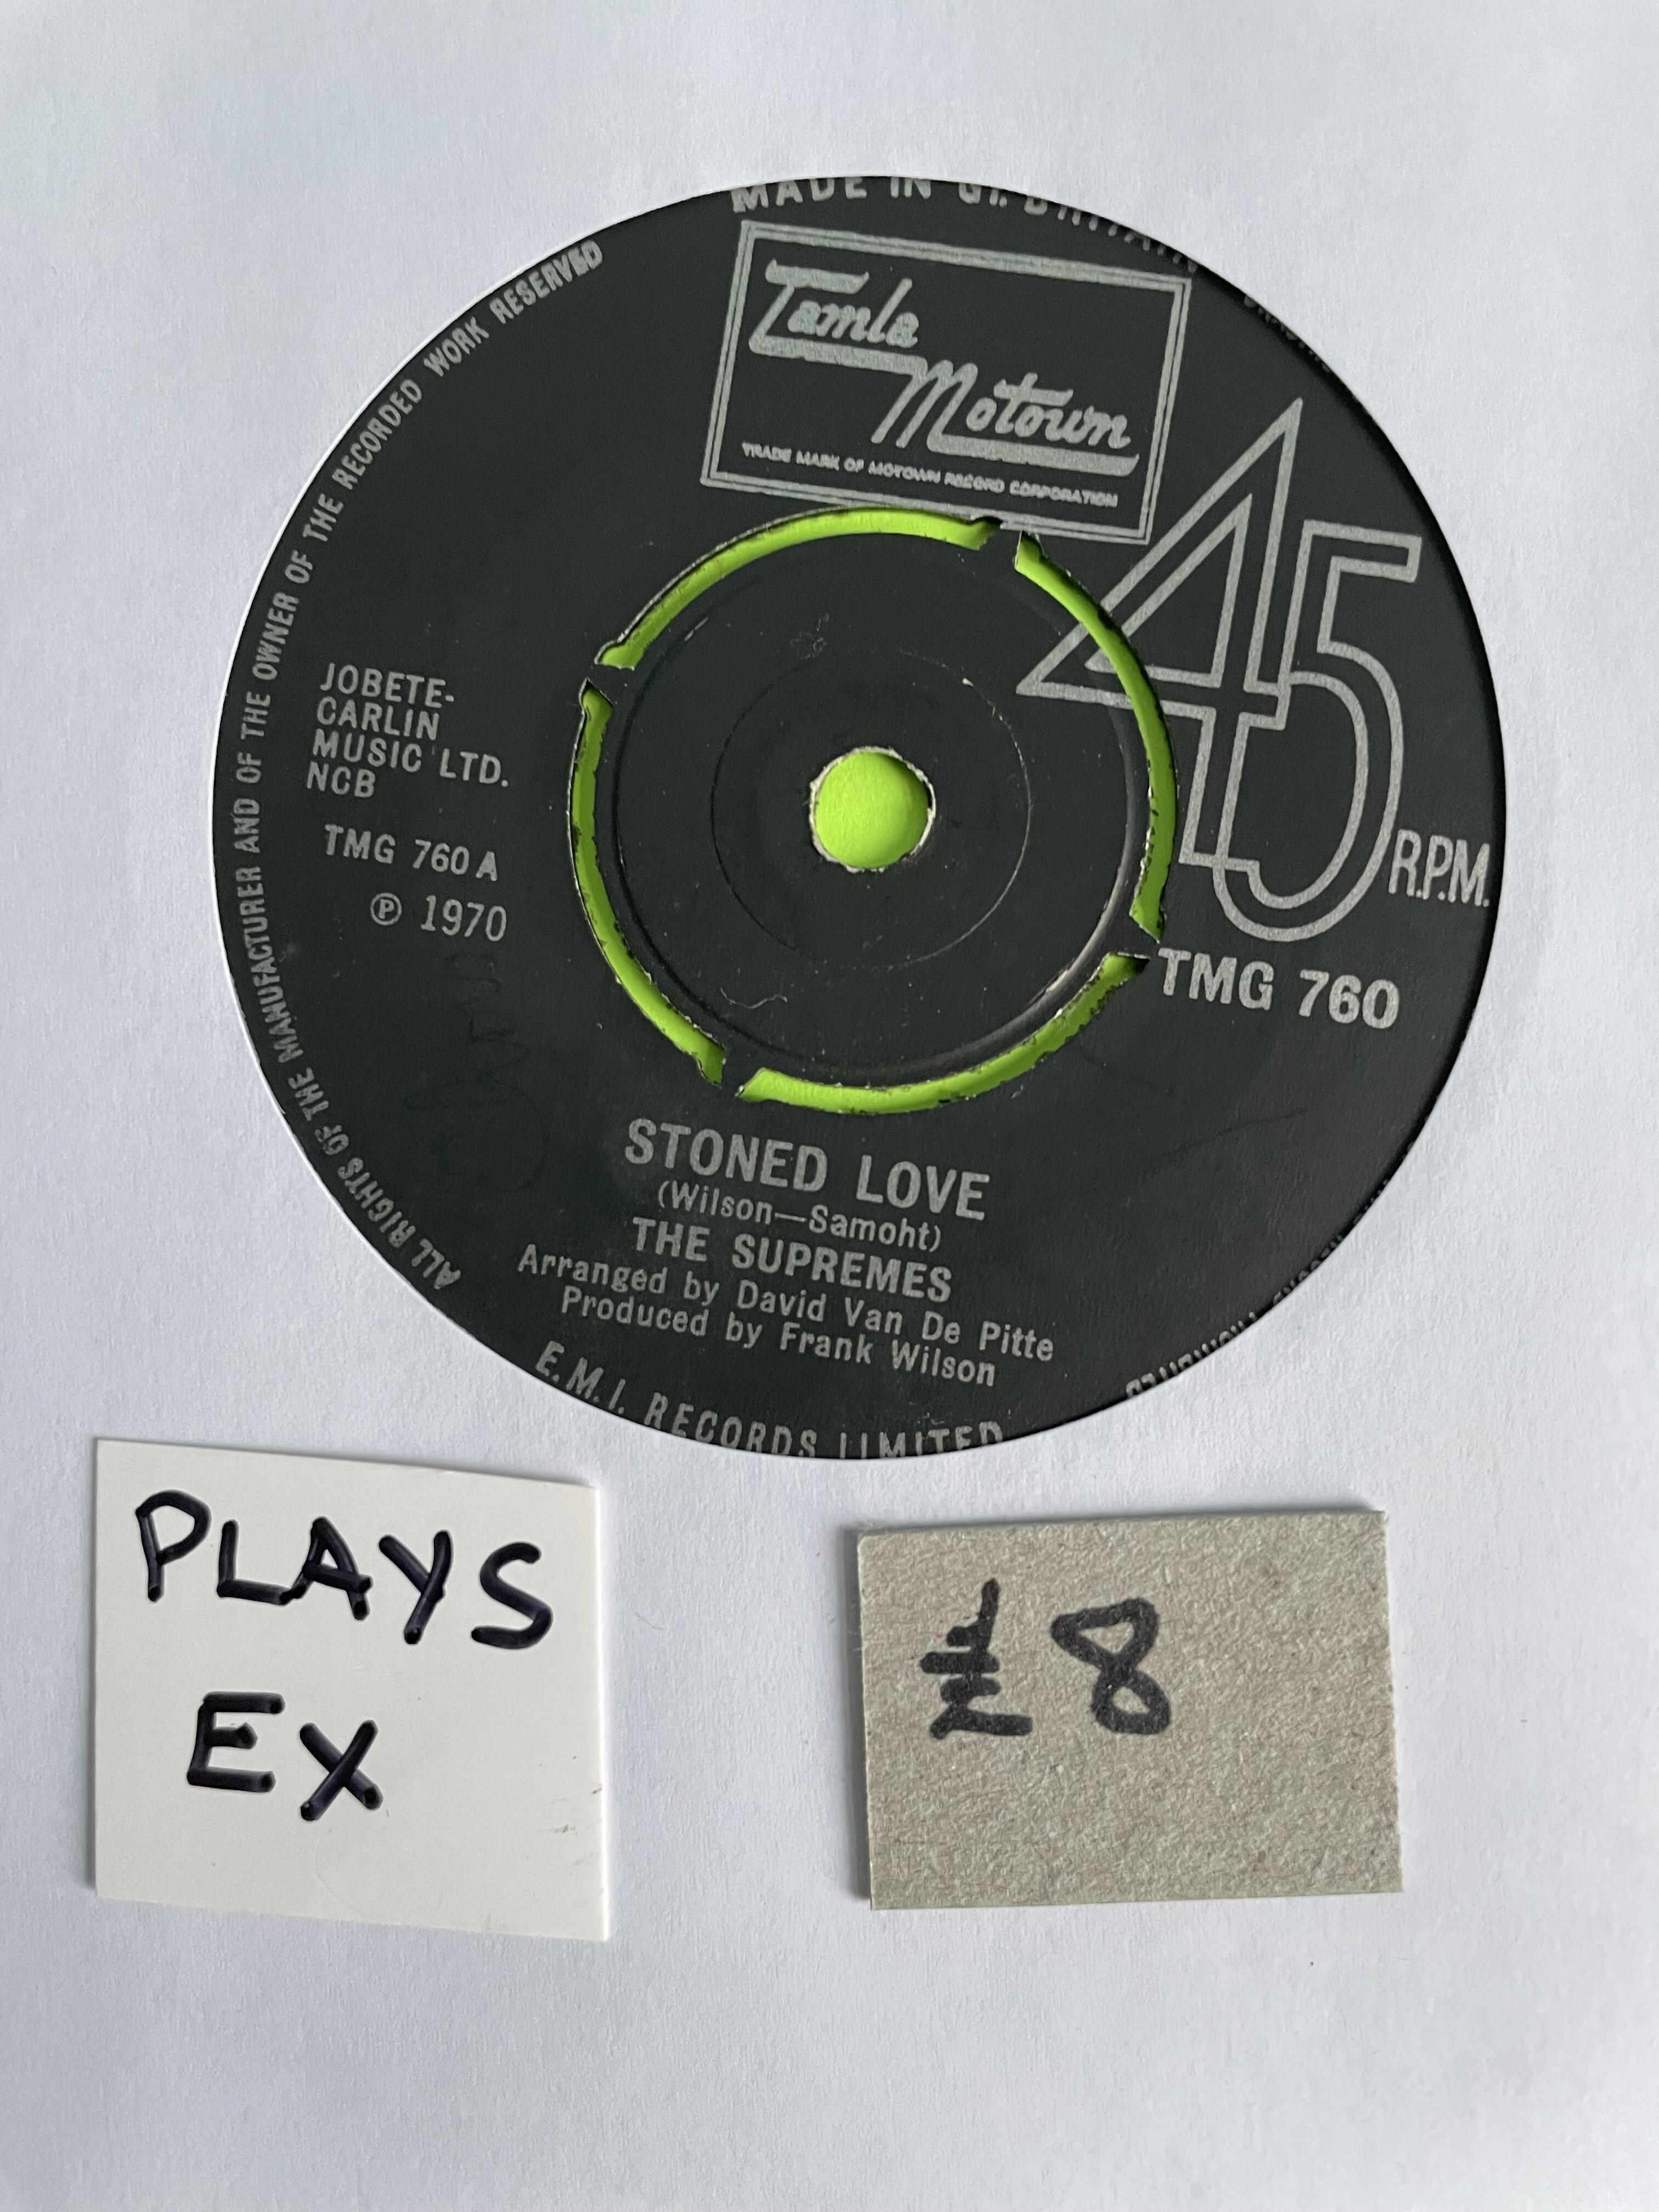 MADE IN GT. BRITAIN
Tamla
Motown
TRADE MARK OF MOTOWN RECORD CORPORATION
45
R.P.M.
TMG 760
ALL RIGHTS OF THE MANUFACTURER AND OF THE OWNER OF THE RECORDED WORK RESERVED
JOBETE-
CARLIN
MUSIC LTD.
NCB
TMG 760 A
℗ 1970
STONED LOVE
(Wilson—Samoht)
THE SUPREMES
Arranged by David Van De Pitte
Produced by Frank Wilson
E.M.I. RECORDS LIMITED
PLAYS
EX
8